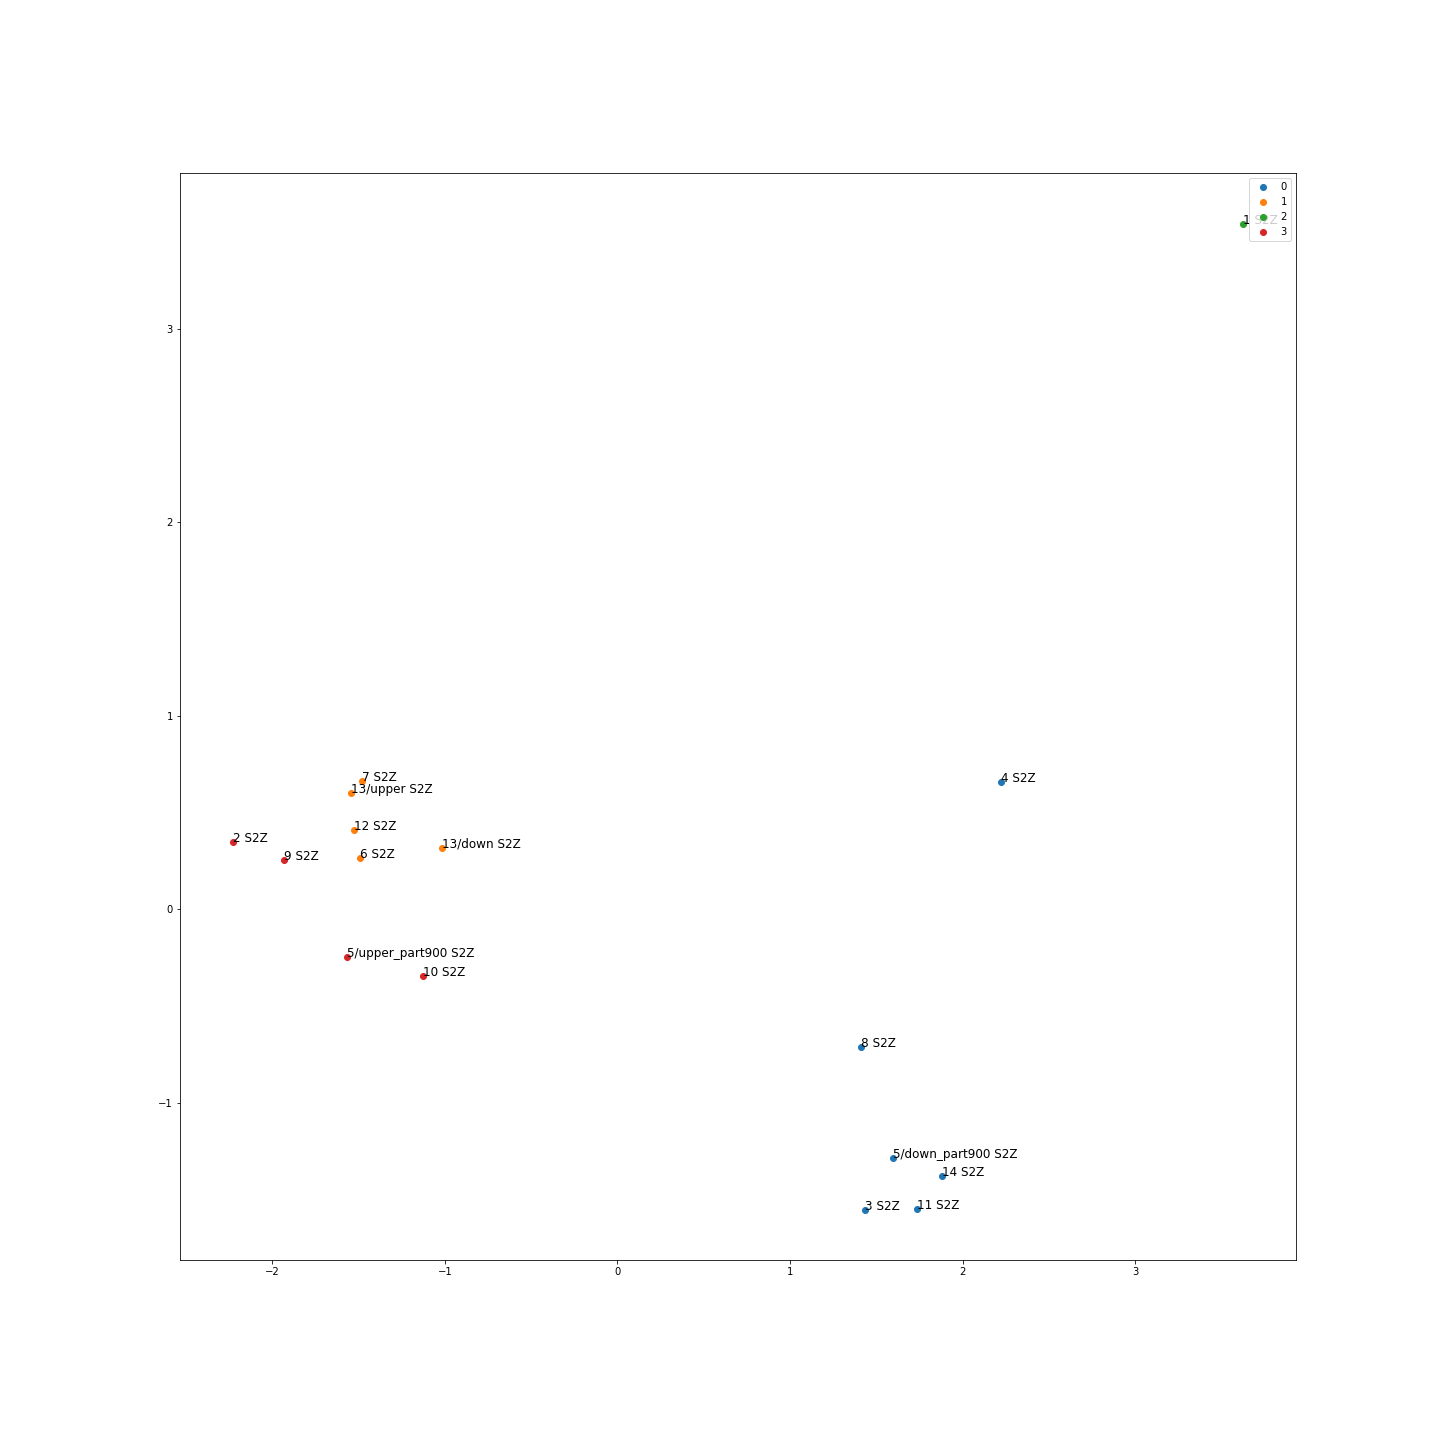 0
1
2
3
1 S2Z
3
2
1
0
−1
7 S2Z
13/upper S2Z
4 S2Z
12 S2Z
2 S2Z
13/down S2Z
9 S2Z
6 S2Z
5/upper_part900 S2Z
10 S2Z
8 S2Z
5/down_part900 S2Z
14 S2Z
3 S2Z
11 S2Z
−2
−1
0
1
2
3